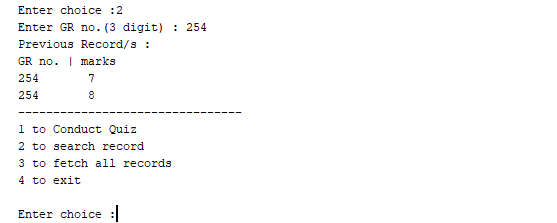 Enter choice :2
Enter GR no.(3 digit) : 254
Previous Record/s :
GR no. | marks
254 7
254 8
--------------------------------
1 to Conduct Quiz
2 to search record
3 to fetch all records
4 to exit
Enter choice :